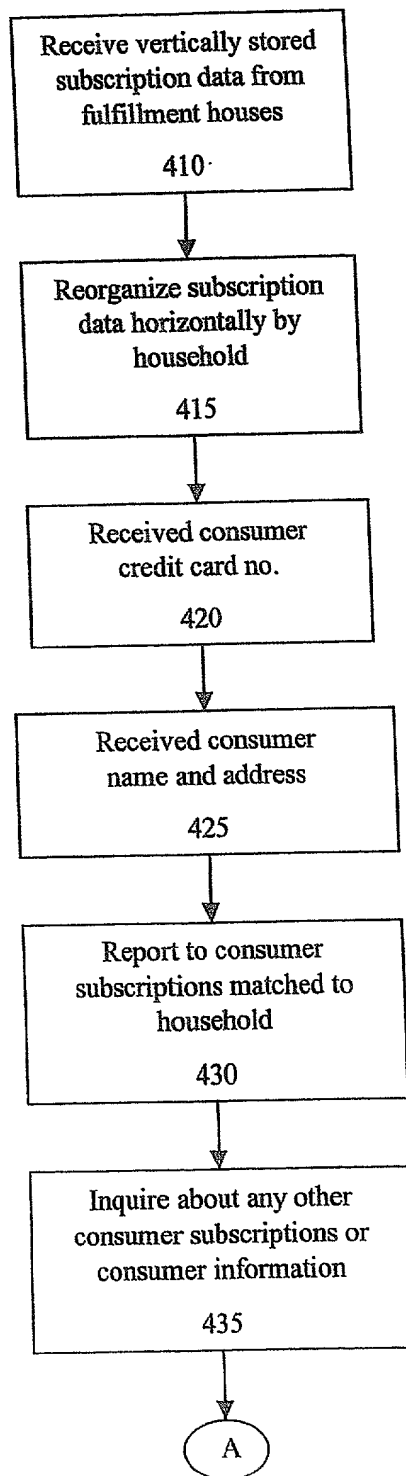 Receive vertically stored
subscription data from
fulfillment houses
410
Reorganize subscription
data horizontally by
household
415
Received consumer
credit card no.
420
Received consumer
name and address
425
Report to consumer
subscriptions matched to
household
430
Inquire about any other
consumer subscriptions or
consumer information
435
A